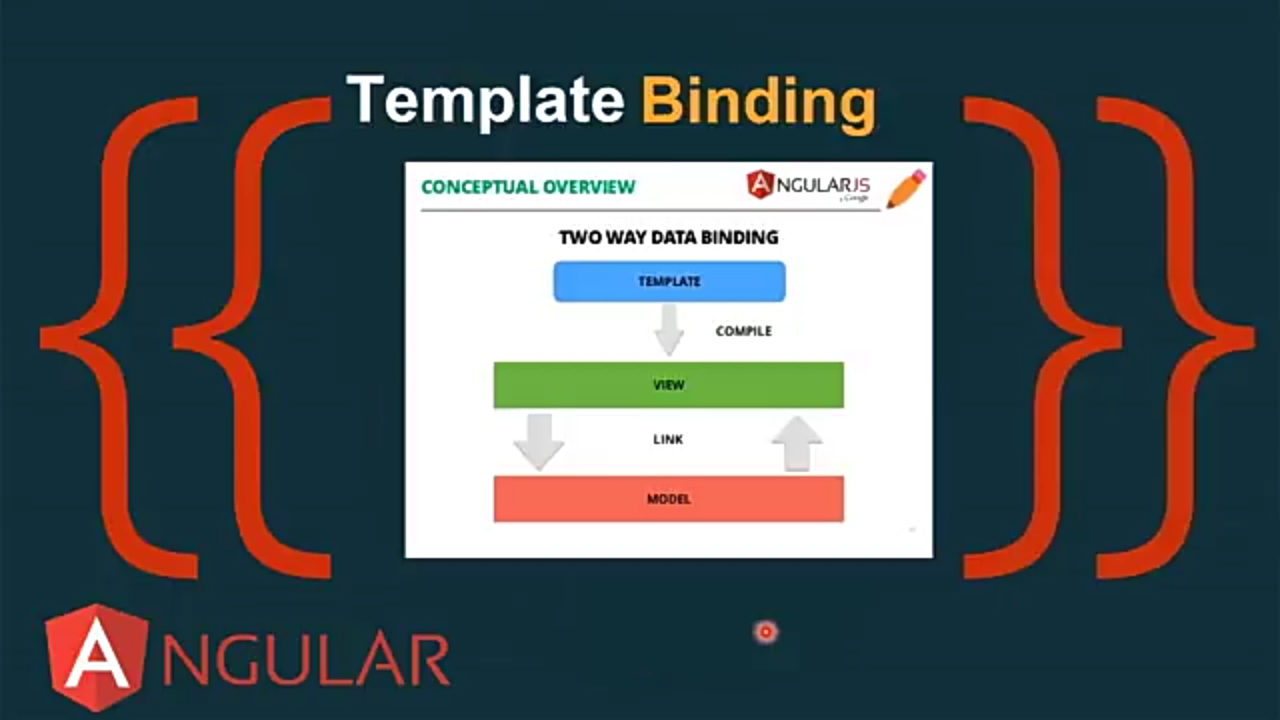 {{ Template Binding }}
CONCEPTUAL OVERVIEW
ANGULARJS
by Google
TWO WAY DATA BINDING
TEMPLATE
COMPILE
VIEW
LINK
MODEL
ANGULAR